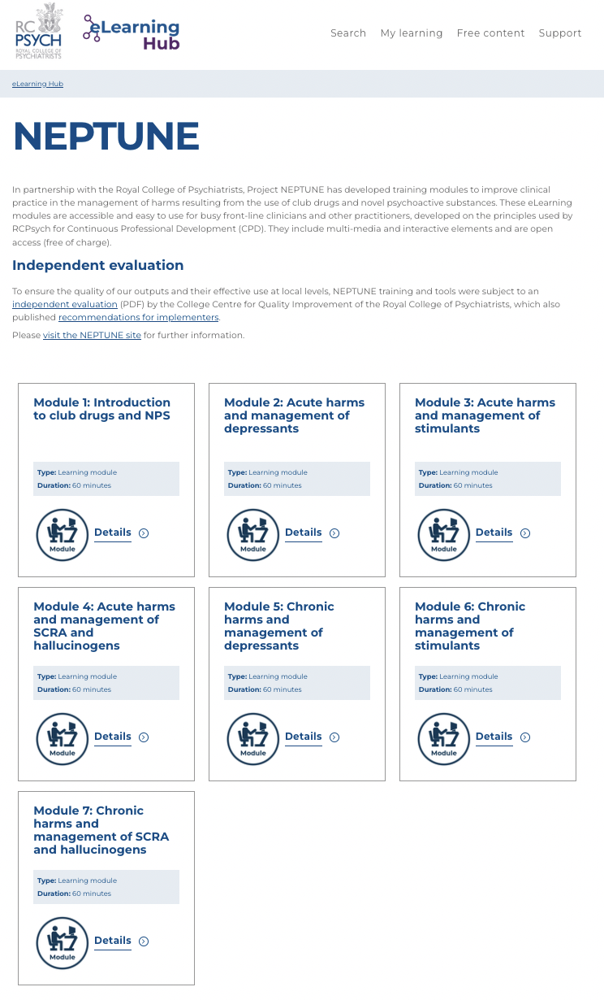 RC
PSYCH
ROYAL COLLEGE OF
PSYCHIATRISTS
eLearning
Hub
Search My learning Free content Support
eLearning Hub
NEPTUNE
In partnership with the Royal College of Psychiatrists, Project NEPTUNE has developed training modules to improve clinical
practice in the management of harms resulting from the use of club drugs and novel psychoactive substances. These eLearning
modules are accessible and easy to use for busy front-line clinicians and other practitioners, developed on the principles used by
RCPsych for Continuous Professional Development (CPD). They include multi-media and interactive elements and are open
access (free of charge).
Independent evaluation
To ensure the quality of our outputs and their effective use at local levels, NEPTUNE training and tools were subject to an
independent evaluation (PDF) by the College Centre for Quality Improvement of the Royal College of Psychiatrists, which also
published recommendations for implementers.
Please visit the NEPTUNE site for further information.
Module 1: Introduction
to club drugs and NPS
Type: Learning module
Duration: 60 minutes
Module
Details
Module 2: Acute harms
and management of
depressants
Type: Learning module
Duration: 60 minutes
Module
Details
Module 3: Acute harms
and management of
stimulants
Type: Learning module
Duration: 60 minutes
Module
Details
Module 4: Acute harms
and management of
SCRA and
hallucinogens
Type: Learning module
Duration: 60 minutes
Module
Details
Module 5: Chronic
harms and
management of
depressants
Type: Learning module
Duration: 60 minutes
Module
Details
Module 6: Chronic
harms and
management of
stimulants
Type: Learning module
Duration: 60 minutes
Module
Details
Module 7: Chronic
harms and
management of SCRA
and hallucinogens
Type: Learning module
Duration: 60 minutes
Module
Details